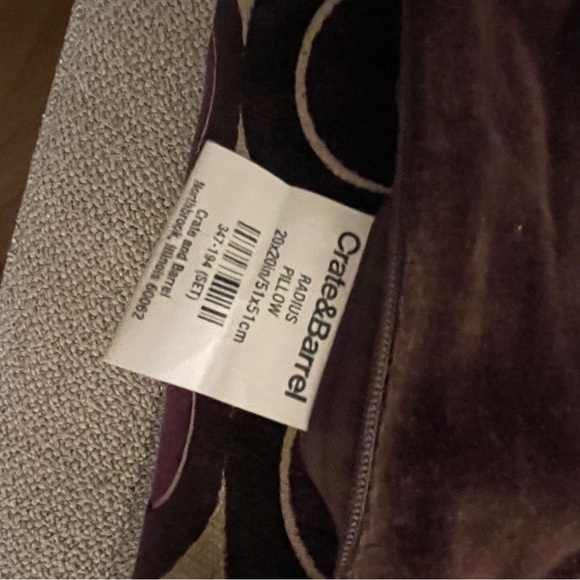 Crate&Barrel
RADIUS
PILLOW
20x20in/51x51cm
347-194 (SET)
Crate and Barrel
Northbrook, Illinois 60062